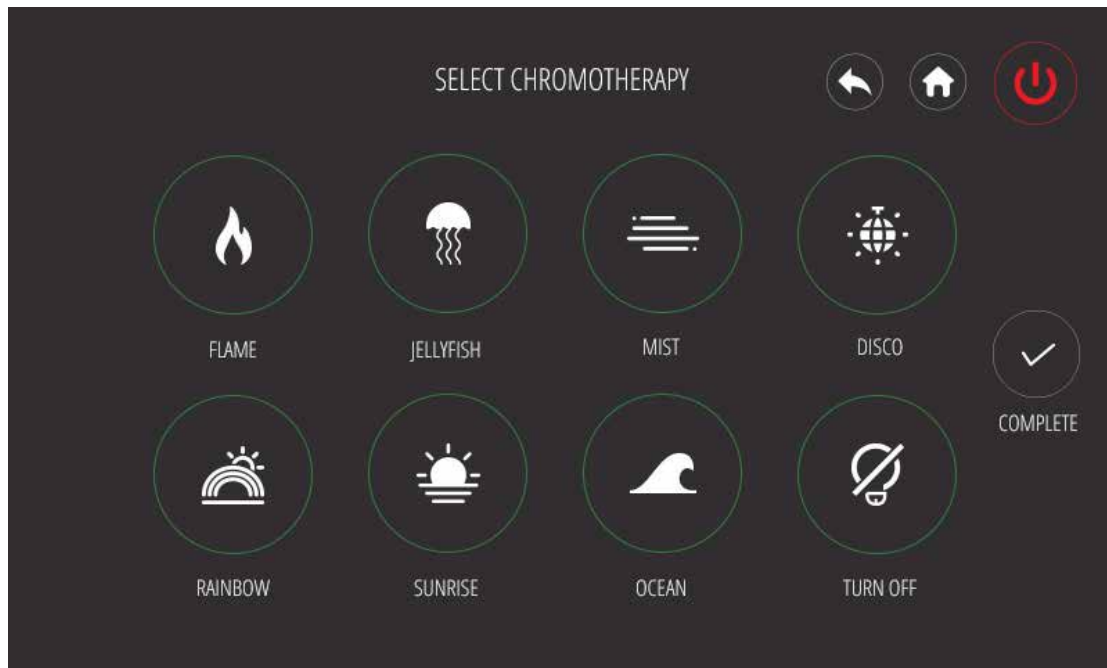 SELECT CHROMOTHERAPY
FLAME
JELLYFISH
MIST
DISCO
COMPLETE
RAINBOW
SUNRISE
OCEAN
TURN OFF